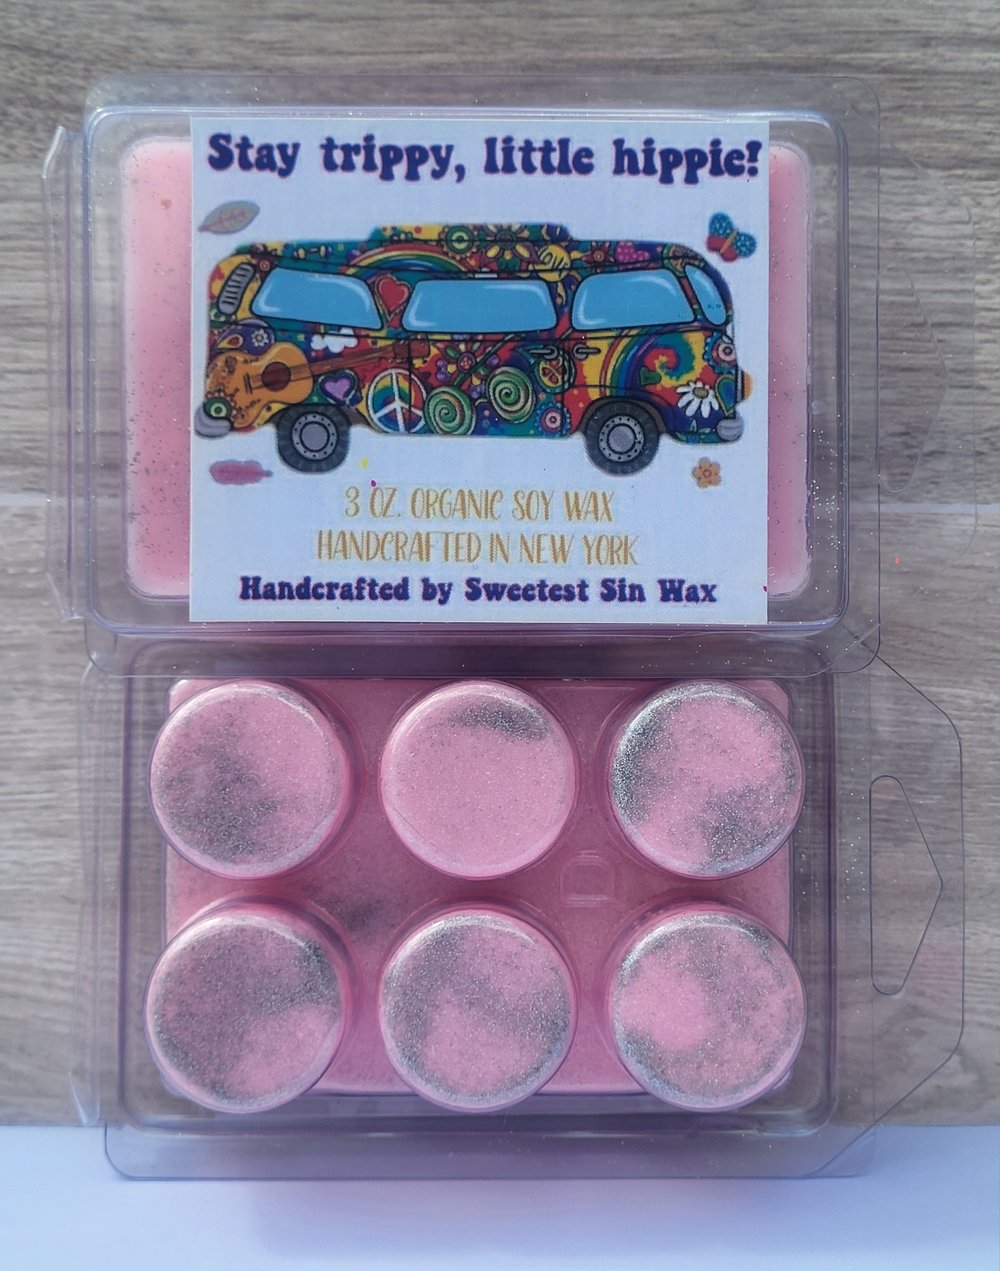 Stay trippy, little hippie!
3 OZ. ORGANIC SOY WAX
HANDCRAFTED IN NEW YORK
Handcrafted by Sweetest Sin Wax